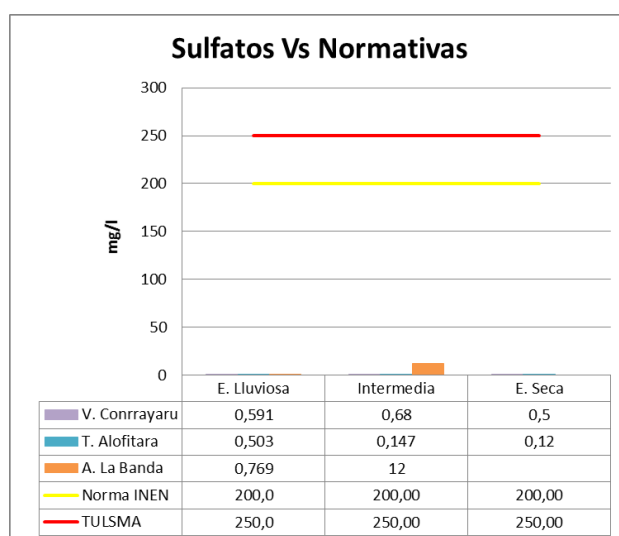 Sulfatos Vs Normativas
300
250
200
150
100
50
0
mg/l
E. Lluviosa Intermedia E. Seca
V. Conrrayaru 0,591 0,68 0,5
T. Alofitara 0,503 0,147 0,12
A. La Banda 0,769 12
Norma INEN 200,0 200,00 200,00
TULSMA 250,0 250,00 250,00